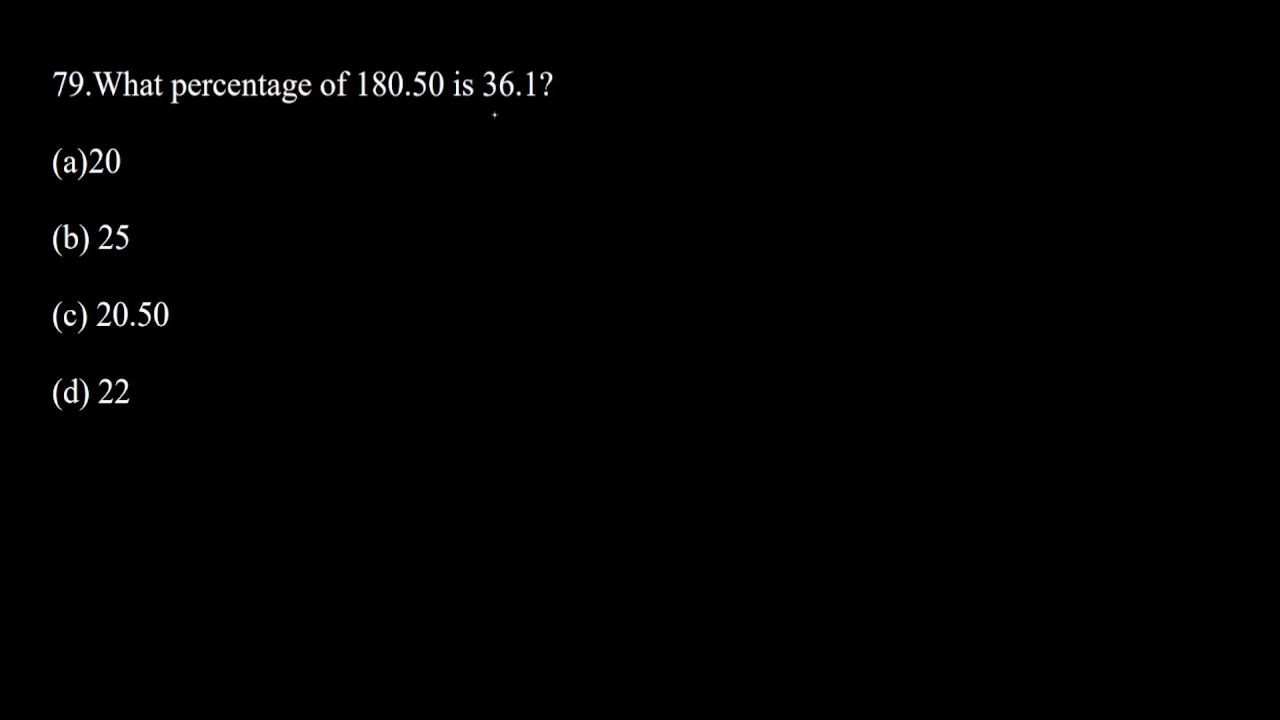 79.What percentage of 180.50 is 36.1?
(a)20
(b) 25
(c) 20.50
(d) 22